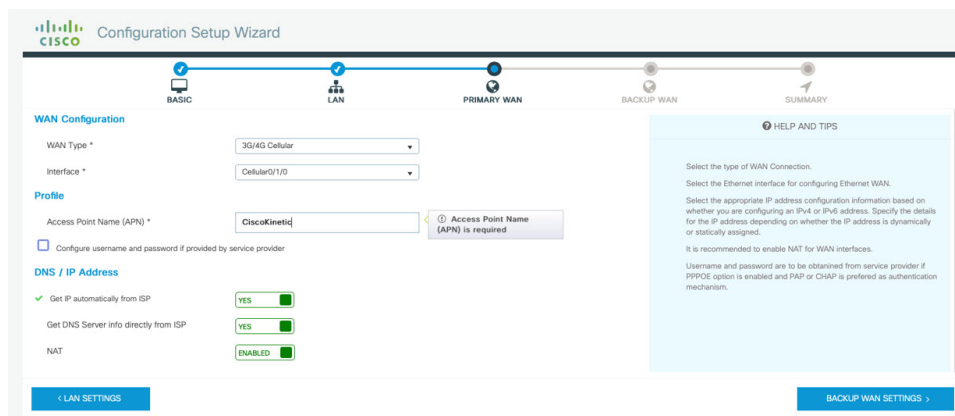 CISCO
Configuration Setup Wizard
BASIC
LAN
PRIMARY WAN
BACKUP WAN
SUMMARY
WAN Configuration
WAN Type *
3G/4G Cellular
Interface *
Cellular0/1/0
Profile
Access Point Name (APN) *
CiscoKinetic
Access Point Name
(APN) is required
Configure username and password if provided by service provider
DNS / IP Address
Get IP automatically from ISP
YES
Get DNS Server info directly from ISP
YES
NAT
ENABLED
HELP AND TIPS
Select the type of WAN Connection.
Select the Ethernet interface for configuring Ethernet WAN.
Select the appropriate IP address configuration information based on
whether you are configuring an IPv4 or IPv6 address. Specify the details
for the IP address depending on whether the IP address is dynamically
or statically assigned.
It is recommended to enable NAT for WAN interfaces.
Username and password are to be obtanined from service provider if
PPPOE option is enabled and PAP or CHAP is prefered as authentication
mechanism.
< LAN SETTINGS
BACKUP WAN SETTINGS >